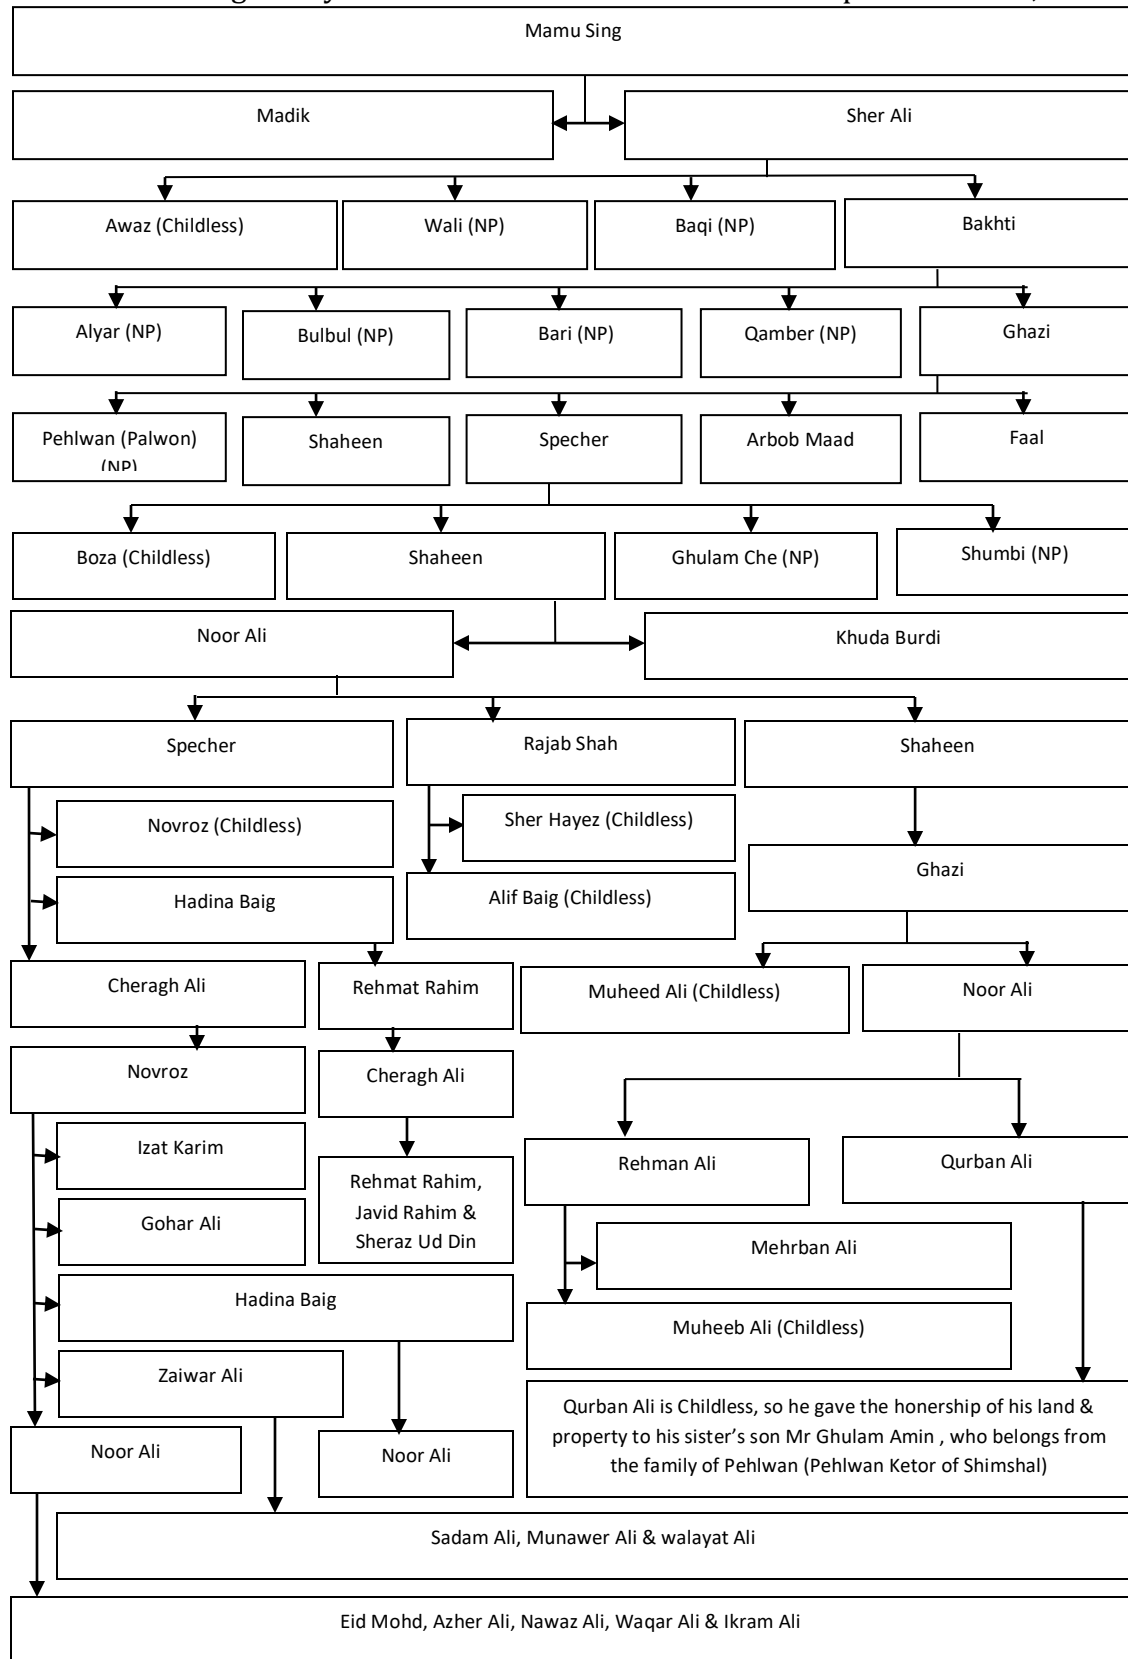 Mamu Sing
Madik
Sher Ali
Awaz (Childless)
Wali (NP)
Baqi (NP)
Bakhti
Alyar (NP)
Bulbul (NP)
Bari (NP)
Qamber (NP)
Ghazi
Pehlwan (Palwon)
(NP)
Shaheen
Specher
Arbob Maad
Faal
Boza (Childless)
Shaheen
Ghulam Che (NP)
Shumbi (NP)
Noor Ali
Khuda Burdi
Specher
Rajab Shah
Shaheen
Novroz (Childless)
Sher Hayez (Childless)
Ghazi
Hadina Baig
Alif Baig (Childless)
Cheragh Ali
Rehmat Rahim
Muheed Ali (Childless)
Noor Ali
Novroz
Cheragh Ali
Izat Karim
Rehman Ali
Qurban Ali
Rehmat Rahim,
Javid Rahim &
Sheraz Ud Din
Gohar Ali
Mehrban Ali
Hadina Baig
Muheeb Ali (Childless)
Zaiwar Ali
Qurban Ali is Childless, so he gave the honership of his land &
property to his sister’s son Mr Ghulam Amin , who belongs from
the family of Pehlwan (Pehlwan Ketor of Shimshal)
Noor Ali
Noor Ali
Sadam Ali, Munawer Ali & walayat Ali
Eid Mohd, Azher Ali, Nawaz Ali, Waqar Ali & Ikram Ali